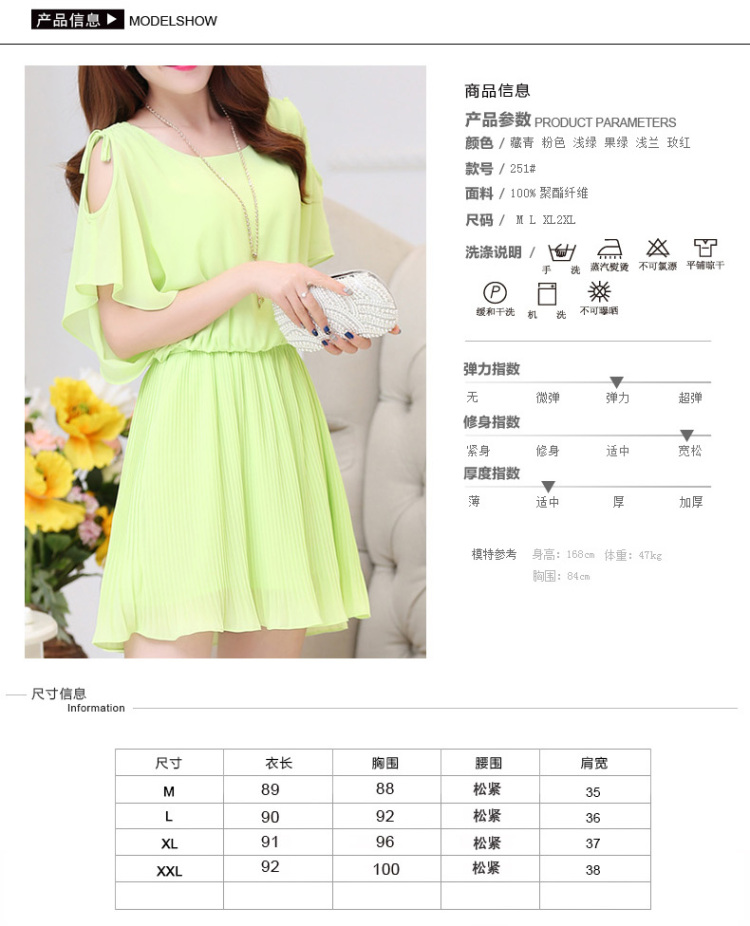 产品信息 ▶ MODELSHOW
商品信息
产品参数 PRODUCT PARAMETERS
颜色 / 藏青 粉色 浅绿 果绿 浅兰 玫红
款号 / 251#
面料 / 100% 聚酯纤维
尺码 / M L XL2XL
洗涤说明 /
手 洗 蒸汽熨烫 不可氯漂 平铺晾干
P
缓和干洗 机 洗 不可曝晒
弹力指数
无 微弹 弹力 超弹
修身指数
紧身 修身 适中 宽松
厚度指数
薄 适中 厚 加厚
模特参考 身高: 168cm 体重: 47kg
胸围: 84cm
尺寸信息
Information
尺寸 衣长 胸围 腰围 肩宽
M 89 88 松紧 35
L 90 92 松紧 36
XL 91 96 松紧 37
XXL 92 100 松紧 38